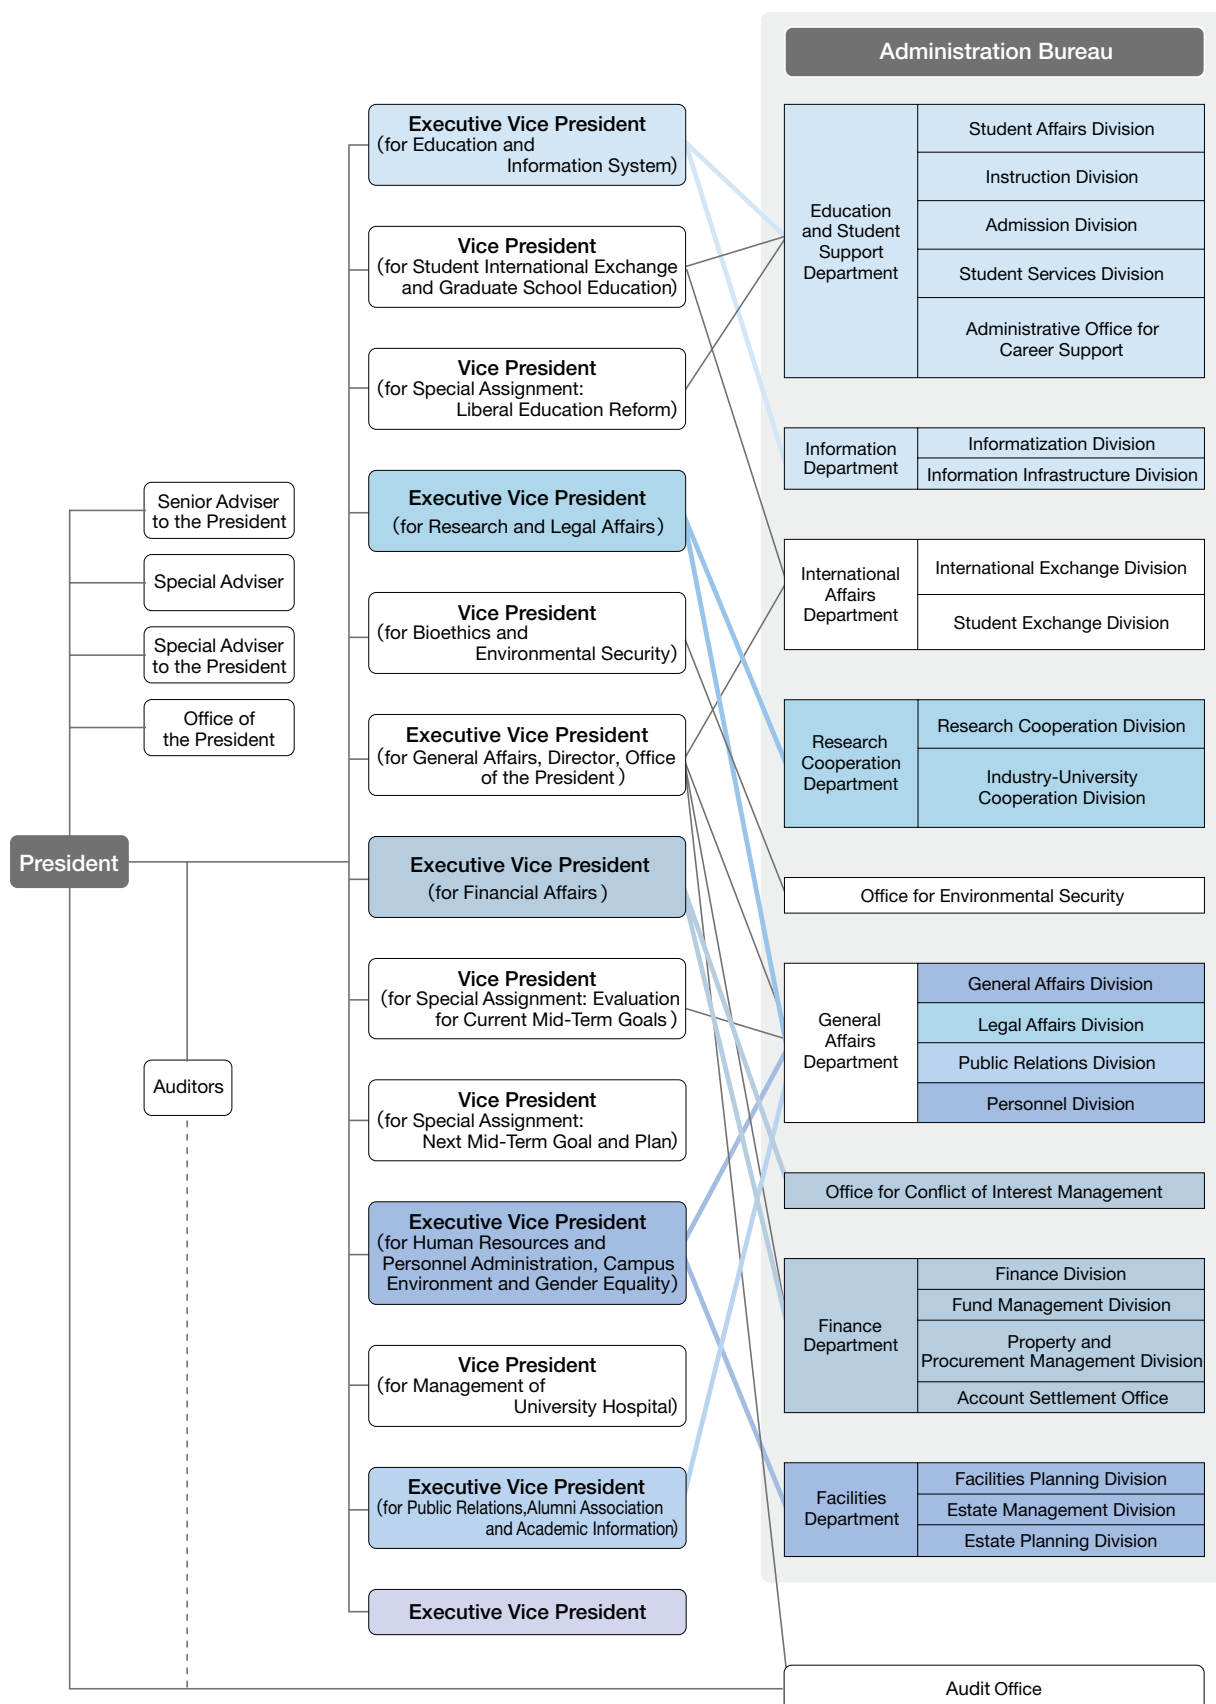 Administration Bureau
Executive Vice President
(for Education and
Information System)
Vice President
(for Student International Exchange
and Graduate School Education)
Vice President
(for Special Assignment:
Liberal Education Reform)
Executive Vice President
(for Research and Legal Affairs)
Vice President
(for Bioethics and
Environmental Security)
Executive Vice President
(for General Affairs, Director, Office
of the President)
Executive Vice President
(for Financial Affairs)
Vice President
(for Special Assignment: Evaluation
for Current Mid-Term Goals)
Vice President
(for Special Assignment:
Next Mid-Term Goal and Plan)
Executive Vice President
(for Human Resources and
Personnel Administration, Campus
Environment and Gender Equality)
Vice President
(for Management of
University Hospital)
Executive Vice President
(for Public Relations,Alumni Association
and Academic Information)
Executive Vice President
Senior Adviser
to the President
Special Adviser
Special Adviser
to the President
Office of
the President
President
Auditors
Education
and Student
Support
Department
Student Affairs Division
Instruction Division
Admission Division
Student Services Division
Administrative Office for
Career Support
Information
Department
Informatization Division
Information Infrastructure Division
International
Affairs
Department
International Exchange Division
Student Exchange Division
Research
Cooperation
Department
Research Cooperation Division
Industry-University
Cooperation Division
Office for Environmental Security
General
Affairs
Department
General Affairs Division
Legal Affairs Division
Public Relations Division
Personnel Division
Office for Conflict of Interest Management
Finance
Department
Finance Division
Fund Management Division
Property and
Procurement Management Division
Account Settlement Office
Facilities
Department
Facilities Planning Division
Estate Management Division
Estate Planning Division
Audit Office